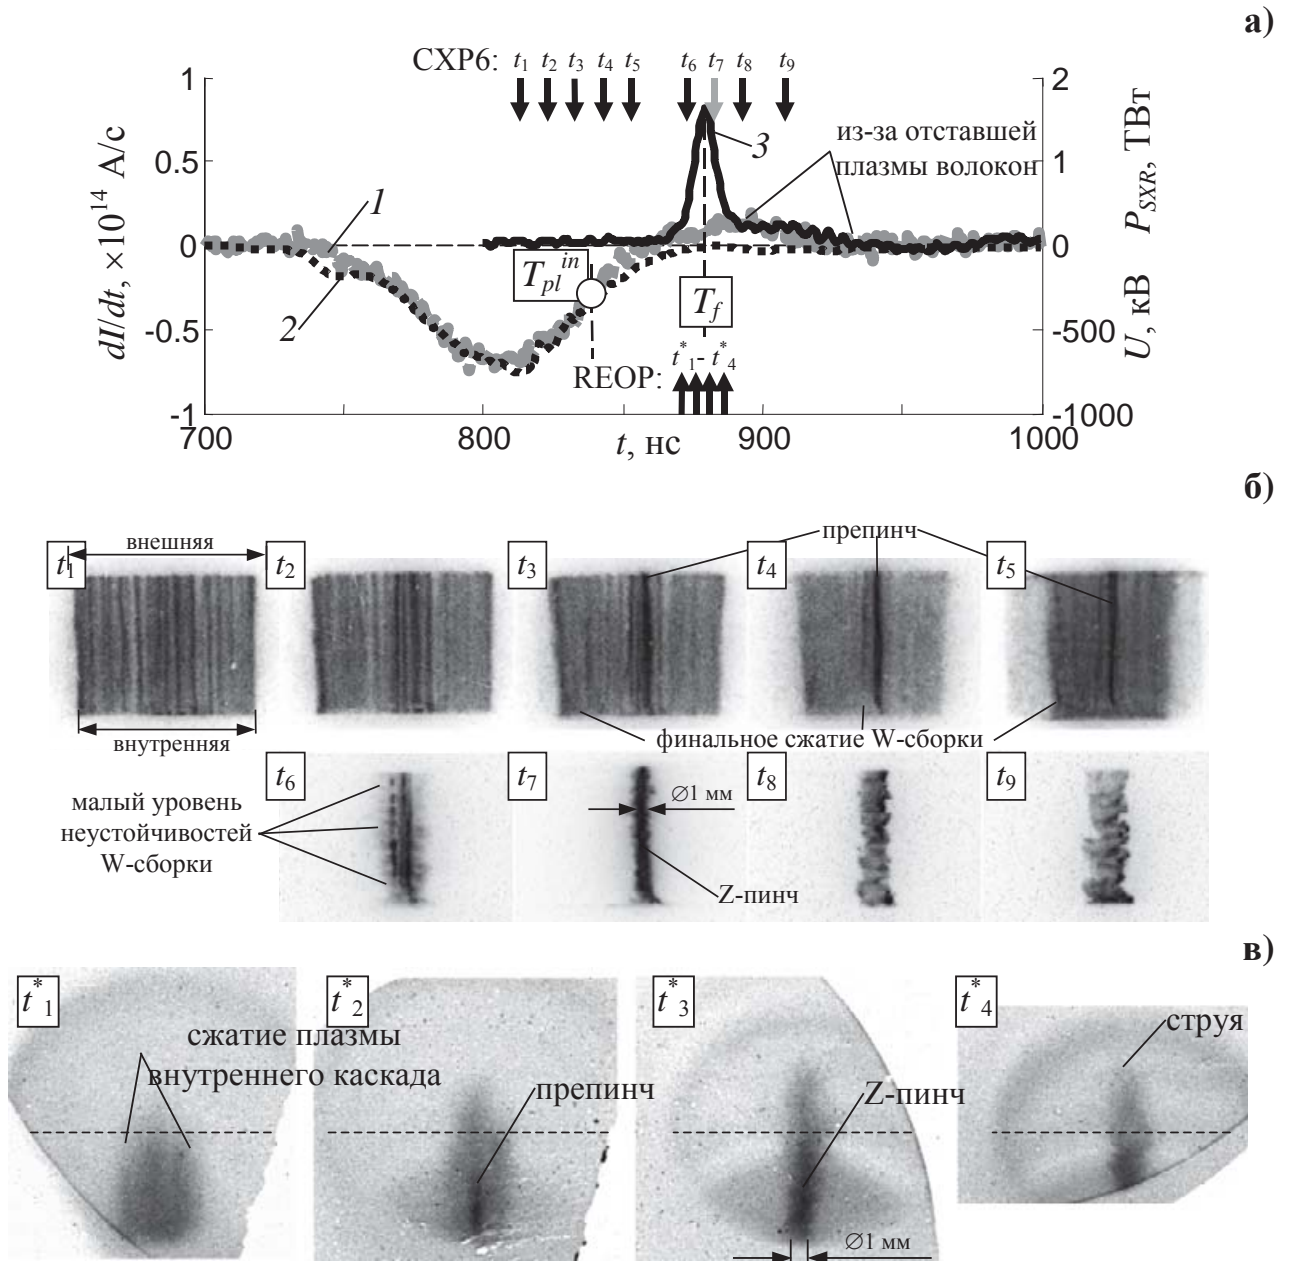 а)
СХР6: t1 t2 t3 t4 t5 t6 t7 t8 t9
1
0.5
0
-0.5
-1
dI/dt, ×10^14 А/с
2
1
0
-500
-1000
U, кВ P_SXR, ТВт
из-за отставшей
плазмы волокон
1
2
3
T_pl^in
T_f
REOP: t*1- t*4
700
800
900
1000
t, нс
б)
t1
внешняя
внутренняя
t2
t3
t4
t5
препинч
финальное сжатие W-сборки
t6
t7
t8
t9
малый уровень
неустойчивостей
W-сборки
∅1 мм
Z-пинч
в)
t*1
сжатие плазмы
внутреннего каскада
t*2
препинч
t*3
Z-пинч
∅1 мм
t*4
струя